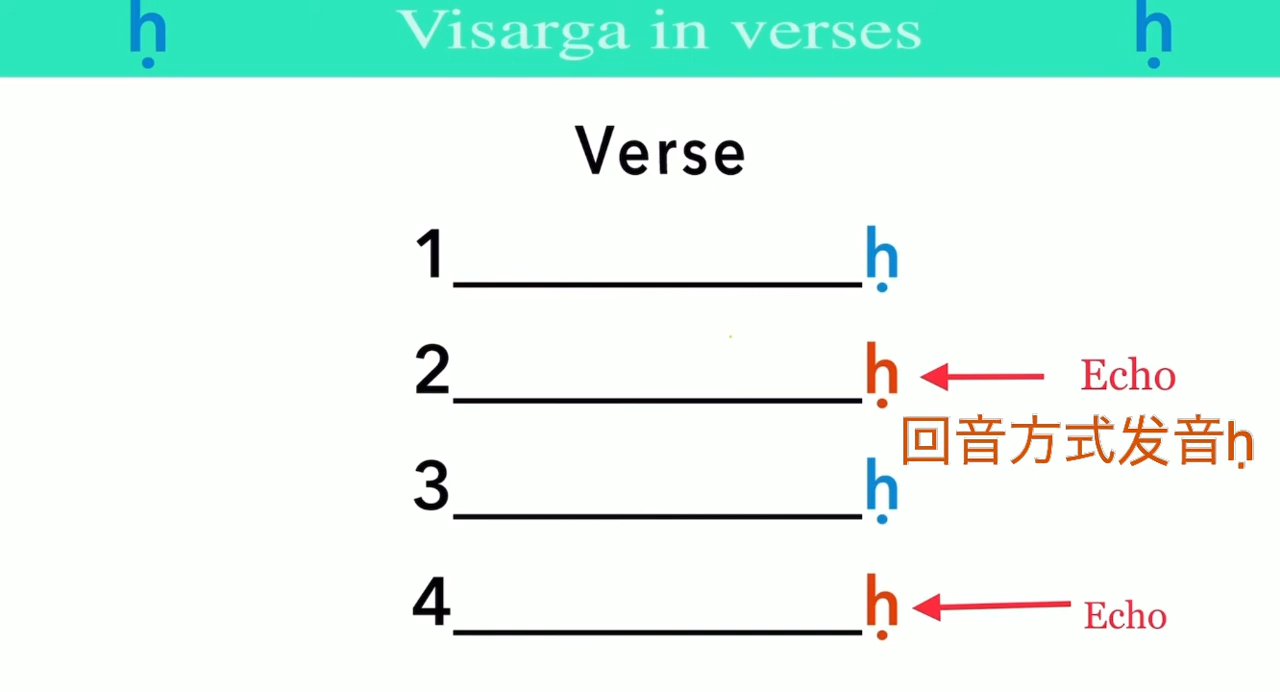 ḥ Visarga in verses ḥ
Verse
1 ḥ
2 ḥ Echo
回音方式发音ḥ
3 ḥ
4 ḥ Echo